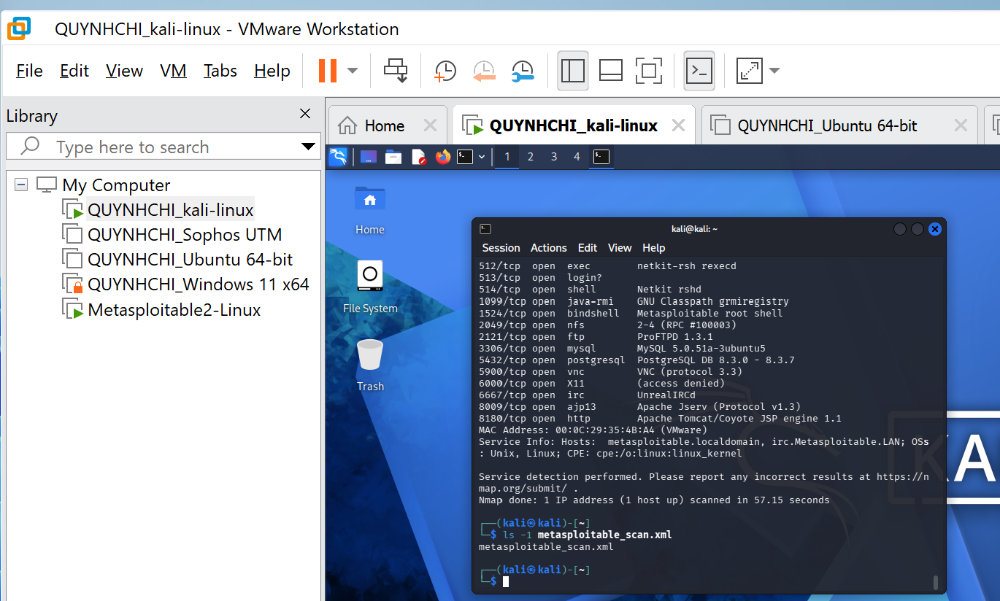 QUYNHCHI_kali-linux - VMware Workstation
File Edit View VM Tabs Help
Library
Type here to search
My Computer
QUYNHCHI_kali-linux
QUYNHCHI_Sophos UTM
QUYNHCHI_Ubuntu 64-bit
QUYNHCHI_Windows 11 x64
Metasploitable2-Linux
Home QUYNHCHI_kali-linux QUYNHCHI_Ubuntu 64-bit
1 2 3 4
Home
File System
Trash
kali@kali: ~
Session Actions Edit View Help
512/tcp open exec netkit-rsh rexecd
513/tcp open login?
514/tcp open shell Netkit rshd
1099/tcp open java-rmi GNU Classpath grmiregistry
1524/tcp open bindshell Metasploitable root shell
2049/tcp open nfs 2-4 (RPC #100003)
2121/tcp open ftp ProFTPD 1.3.1
3306/tcp open mysql MySQL 5.0.51a-3ubuntu5
5432/tcp open postgresql PostgreSQL DB 8.3.0 - 8.3.7
5900/tcp open vnc VNC (protocol 3.3)
6000/tcp open X11 (access denied)
6667/tcp open irc UnrealIRCd
8009/tcp open ajp13 Apache Jserv (Protocol v1.3)
8180/tcp open http Apache Tomcat/Coyote JSP engine 1.1
MAC Address: 00:0C:29:35:4B:A4 (VMware)
Service Info: Hosts: metasploitable.localdomain, irc.Metasploitable.LAN; OSs
: Unix, Linux; CPE: cpe:/o:linux:linux_kernel
Service detection performed. Please report any incorrect results at https://n
map.org/submit/ .
Nmap done: 1 IP address (1 host up) scanned in 57.15 seconds
┌──(kali㉿kali)-[~]
└─$ ls -1 metasploitable_scan.xml
metasploitable_scan.xml
┌──(kali㉿kali)-[~]
└─$
KA